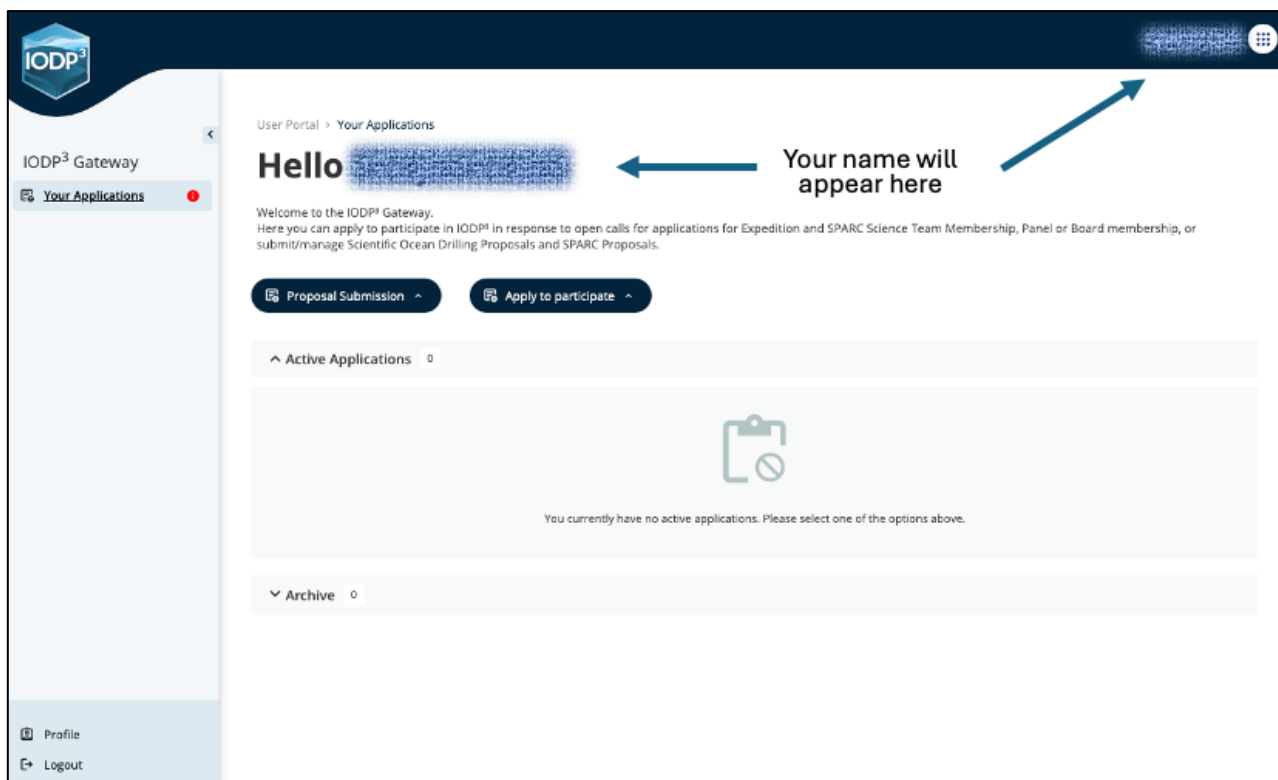 IODP³
User Portal > Your Applications
IODP³ Gateway
Hello
Your name will
appear here
Your Applications
Welcome to the IODP³ Gateway.
Here you can apply to participate in IODP³ in response to open calls for applications for Expedition and SPARC Science Team Membership, Panel or Board membership, or
submit/manage Scientific Ocean Drilling Proposals and SPARC Proposals.
Proposal Submission
Apply to participate
Active Applications 0
You currently have no active applications. Please select one of the options above.
Archive 0
Profile
Logout